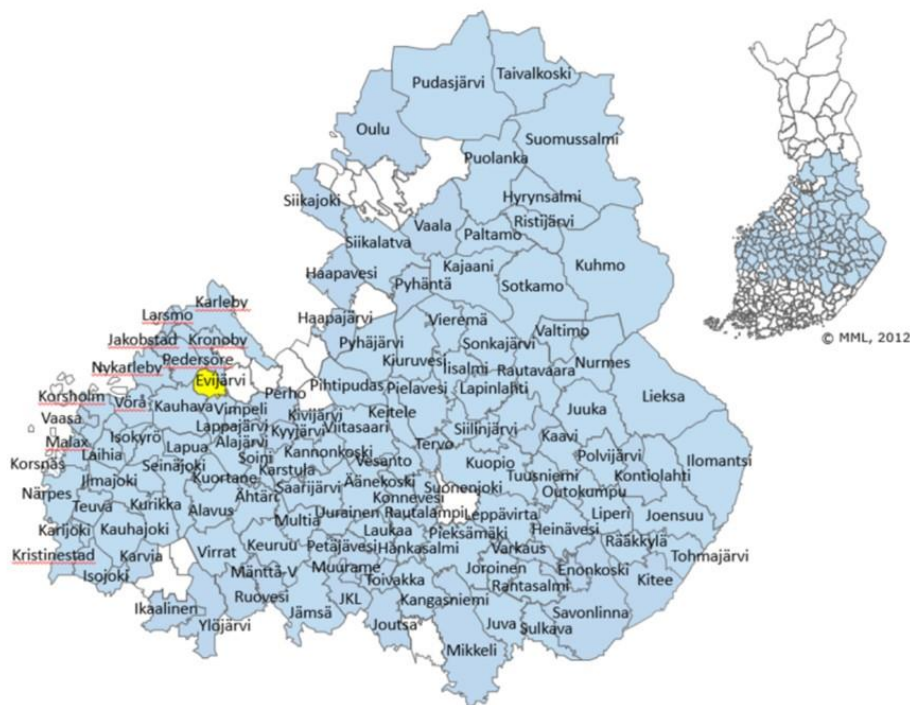 Pudasjärvi
Taivalkoski
Oulu
Suomussalmi
Puolanka
Siikajoki
Hyrynsalmi
Vaala
Ristijärvi
Siikalatva
Paltamo
Haapavesi
Kajaani
Kuhmo
Pyhäntä
Sotkamo
Karleby
Larsmo
Haapajärvi
Vieremä
Valtimo
© MML, 2012
Jakobstad
Kronoby
Pyhäjärvi
Sonkajärvi
Nykarleby
Pedersöre
Kiuruvesi
Iisalmi
Rautavaara
Nurmes
Evijärvi
Perho
Pihtipudas
Pielavesi
Lapinlahti
Lieksa
Korsholm
Vörå
Kauhava
Vimpeli
Kivijärvi
Keitele
Juuka
Vaasa
Lappajärvi
Kyyjärvi
Viitasaari
Siilinjärvi
Malax
Isokyrö
Lapua
Alajärvi
Tervo
Kaavi
Laihia
Soini
Kannonkoski
Polvijärvi
Korsnäs
Seinäjoki
Karstula
Vesanto
Kuopio
Ilomantsi
Jlmajoki
Kuortane
Saarijärvi
Äänekoski
Tuusniemi
Kontiolahti
Närpes
Ähtäri
Konnevesi
Suonenjoki
Outokumpu
Teuva
Kurikka
Alavus
Durainen
Rautalampi
Leppävirta
Liperi
Joensuu
Karijoki
Kauhajoki
Multia
Laukaa
Pieksämäki
Heinävesi
Rääkkylä
Kristinestad
Karvia
Virrat
Keuruu
Petäjävesi
Hankasalmi
Varkaus
Tohmajärvi
Isojoki
Mänttä-V
Muurame
Toivakka
Joroinen
Enonkoski
Kitee
Ruovesi
Rantasalmi
Ikaalinen
Jämsä
JKL
Kangasniemi
Savonlinna
Ylöjärvi
Joutsa
Juva
Sulkava
Mikkeli